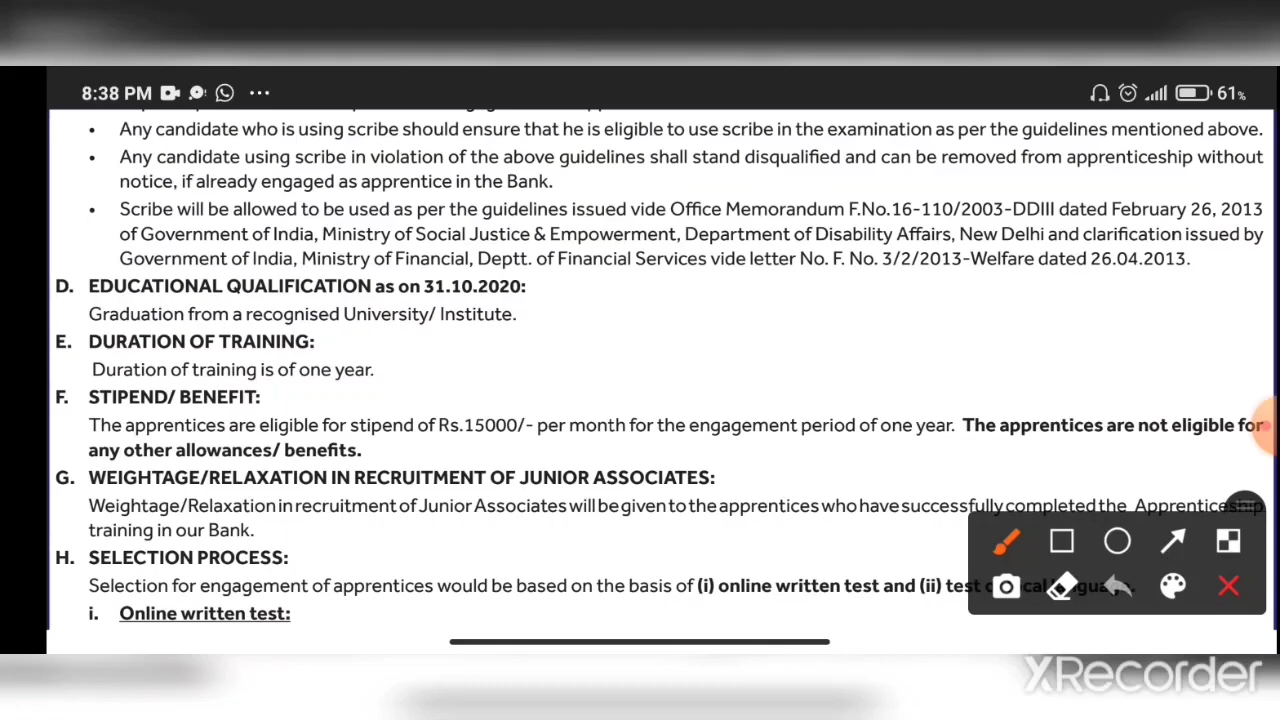 8:38 PM ... 61%
• Any candidate who is using scribe should ensure that he is eligible to use scribe in the examination as per the guidelines mentioned above.
• Any candidate using scribe in violation of the above guidelines shall stand disqualified and can be removed from apprenticeship without
notice, if already engaged as apprentice in the Bank.
• Scribe will be allowed to be used as per the guidelines issued vide Office Memorandum F.No.16-110/2003-DDIII dated February 26, 2013
of Government of India, Ministry of Social Justice & Empowerment, Department of Disability Affairs, New Delhi and clarification issued by
Government of India, Ministry of Financial, Deptt. of Financial Services vide letter No. F. No. 3/2/2013-Welfare dated 26.04.2013.
D. EDUCATIONAL QUALIFICATION as on 31.10.2020:
Graduation from a recognised University/ Institute.
E. DURATION OF TRAINING:
Duration of training is of one year.
F. STIPEND/ BENEFIT:
The apprentices are eligible for stipend of Rs.15000/- per month for the engagement period of one year. The apprentices are not eligible for
any other allowances/ benefits.
G. WEIGHTAGE/RELAXATION IN RECRUITMENT OF JUNIOR ASSOCIATES:
Weightage/Relaxation in recruitment of Junior Associates will be given to the apprentices who have successfully completed the Apprenticeship
training in our Bank.
H. SELECTION PROCESS:
Selection for engagement of apprentices would be based on the basis of (i) online written test and (ii) test
i. Online written test:
XRecorder